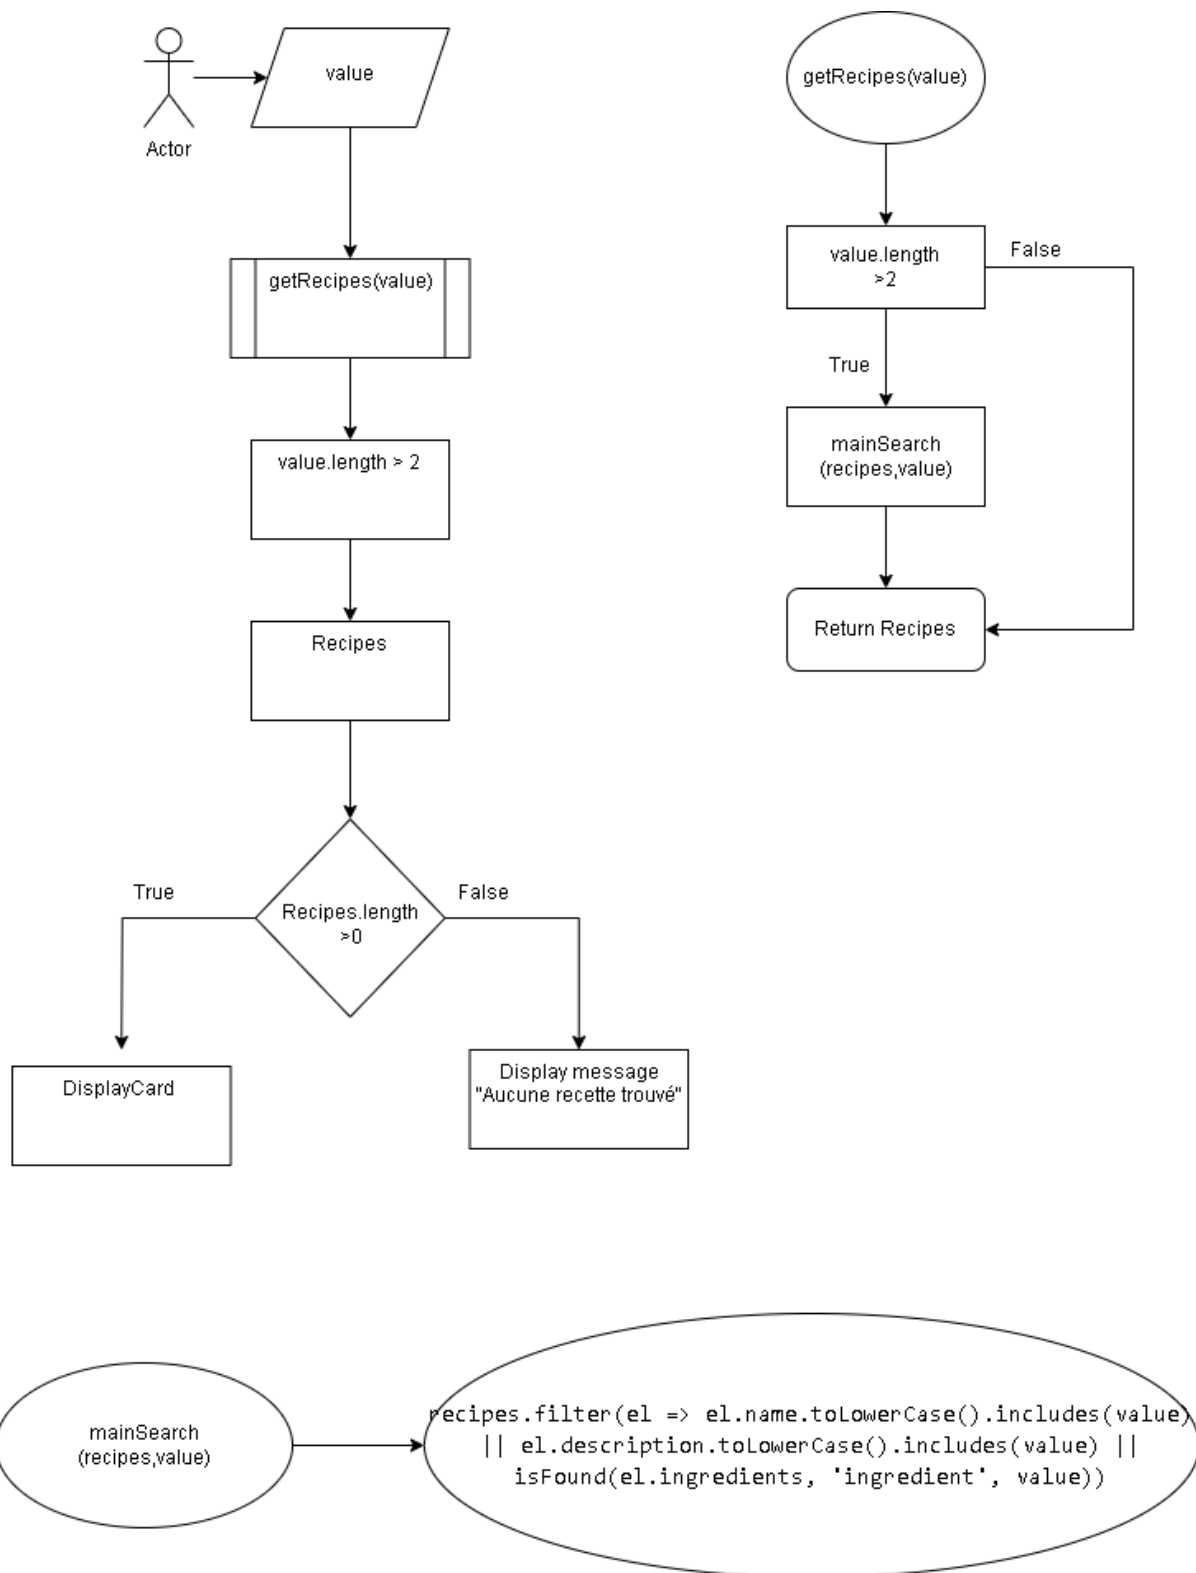 value
Actor
getRecipes(value)
value.length > 2
Recipes
Recipes.length
>0
True
False
DisplayCard
Display message
"Aucune recette trouvé"
getRecipes(value)
value.length
>2
False
True
mainSearch
(recipes,value)
Return Recipes
mainSearch
(recipes,value)
recipes.filter(el => el.name.toLowerCase().includes(value)
|| el.description.toLowerCase().includes(value) ||
isFound(el.ingredients, 'ingredient', value))